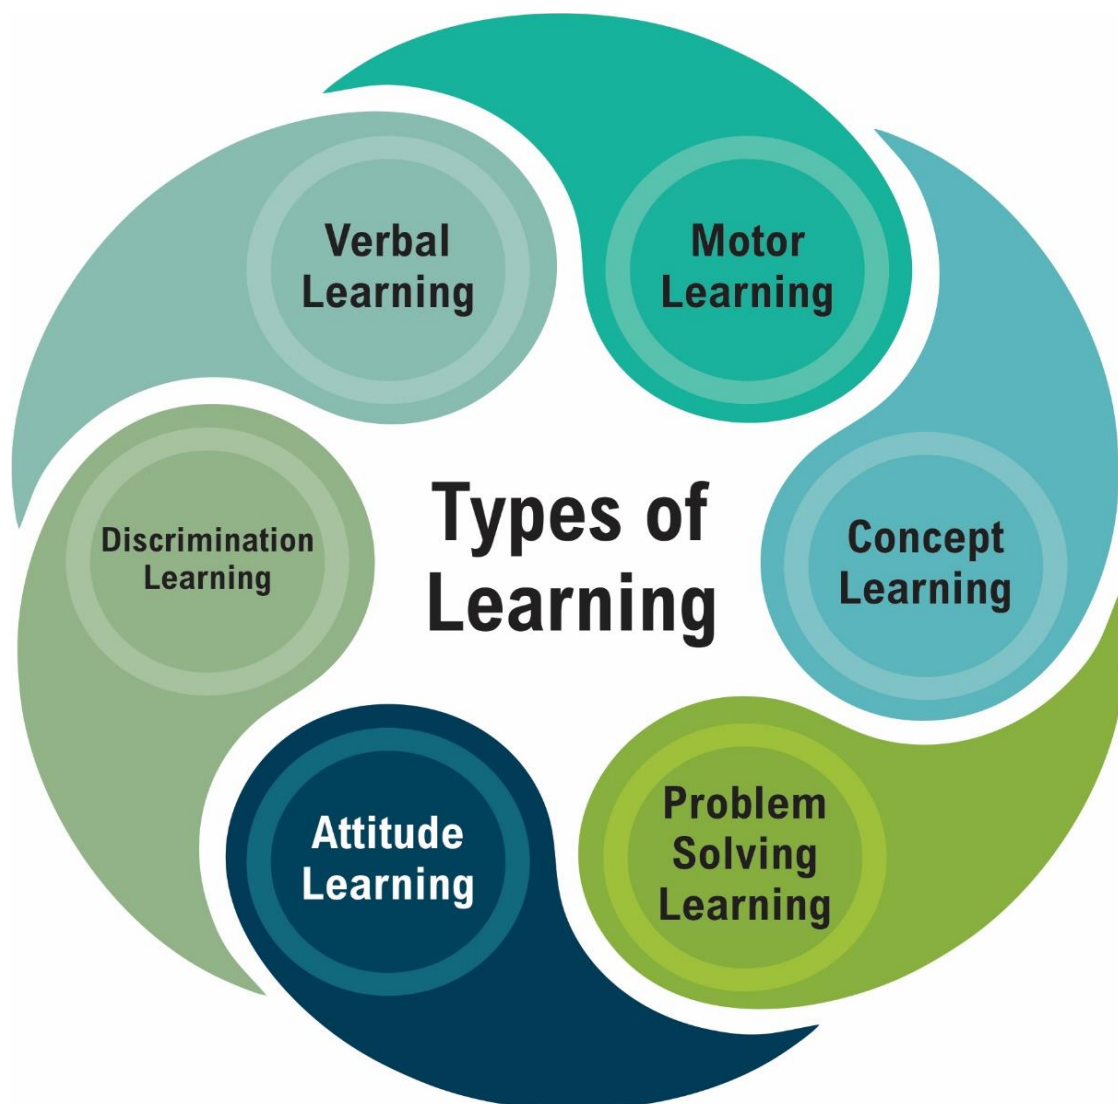 Verbal
Learning
Motor
Learning
Discrimination
Learning
Types of
Learning
Concept
Learning
Attitude
Learning
Problem
Solving
Learning